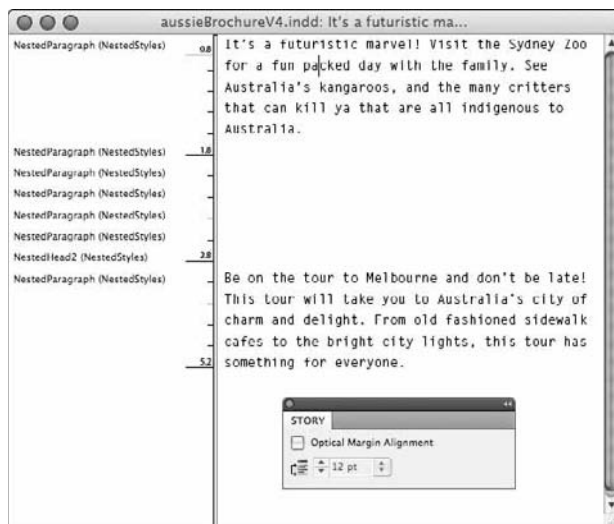 aussieBrochureV4.indd: It's a futuristic ma...
NestedParagraph (NestedStyles)
0.8
It's a futuristic marvel! Visit the Sydney Zoo
for a fun packed day with the family. See
Australia's kangaroos, and the many critters
that can kill ya that are all indigenous to
Australia.
NestedParagraph (NestedStyles)
1.8
NestedParagraph (NestedStyles)
NestedParagraph (NestedStyles)
NestedParagraph (NestedStyles)
NestedParagraph (NestedStyles)
NestedHead2 (NestedStyles)
2.8
NestedParagraph (NestedStyles)
Be on the tour to Melbourne and don't be late!
This tour will take you to Australia's city of
charm and delight. From old fashioned sidewalk
cafes to the bright city lights, this tour has
5.2
something for everyone.
STORY
Optical Margin Alignment
12 pt